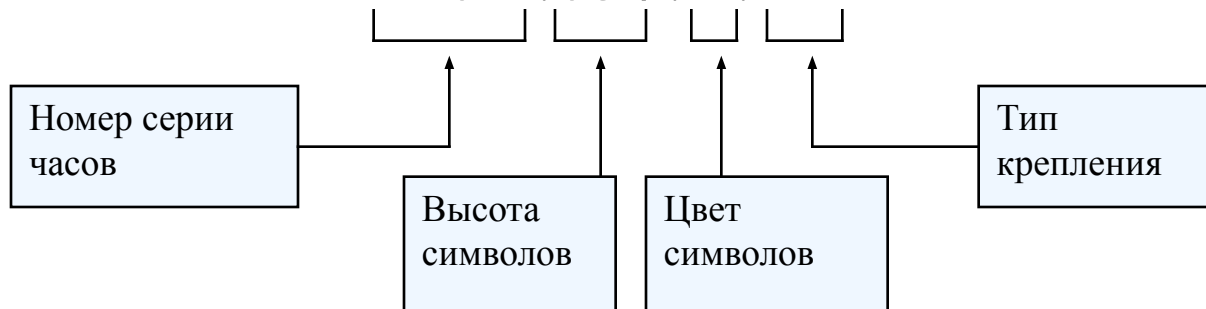 Номер серии
часов
Тип
крепления
Высота
символов
Цвет
символов